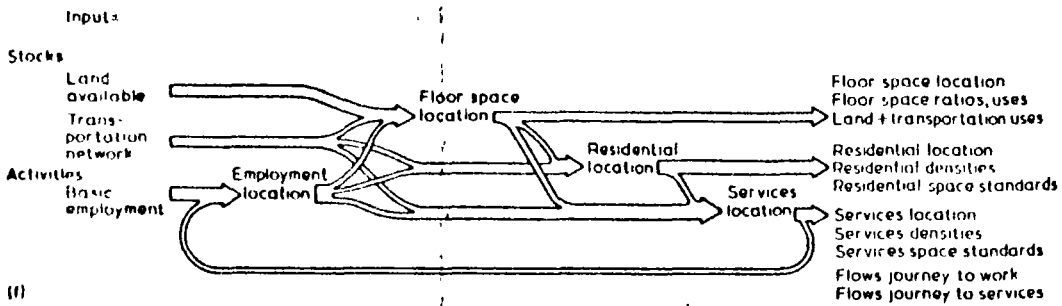 Inputs
Stocks
Land
available
Trans-
portation
network
Activities
Basic
employment
Employment
location
Floor space
location
Residential
location
Services
location
Floor space location
Floor space ratios, uses
Land + transportation uses
Residential location
Residential densities
Residential space standards
Services location
Services densities
Services space standards
Flows journey to work
Flows journey to services
(f)